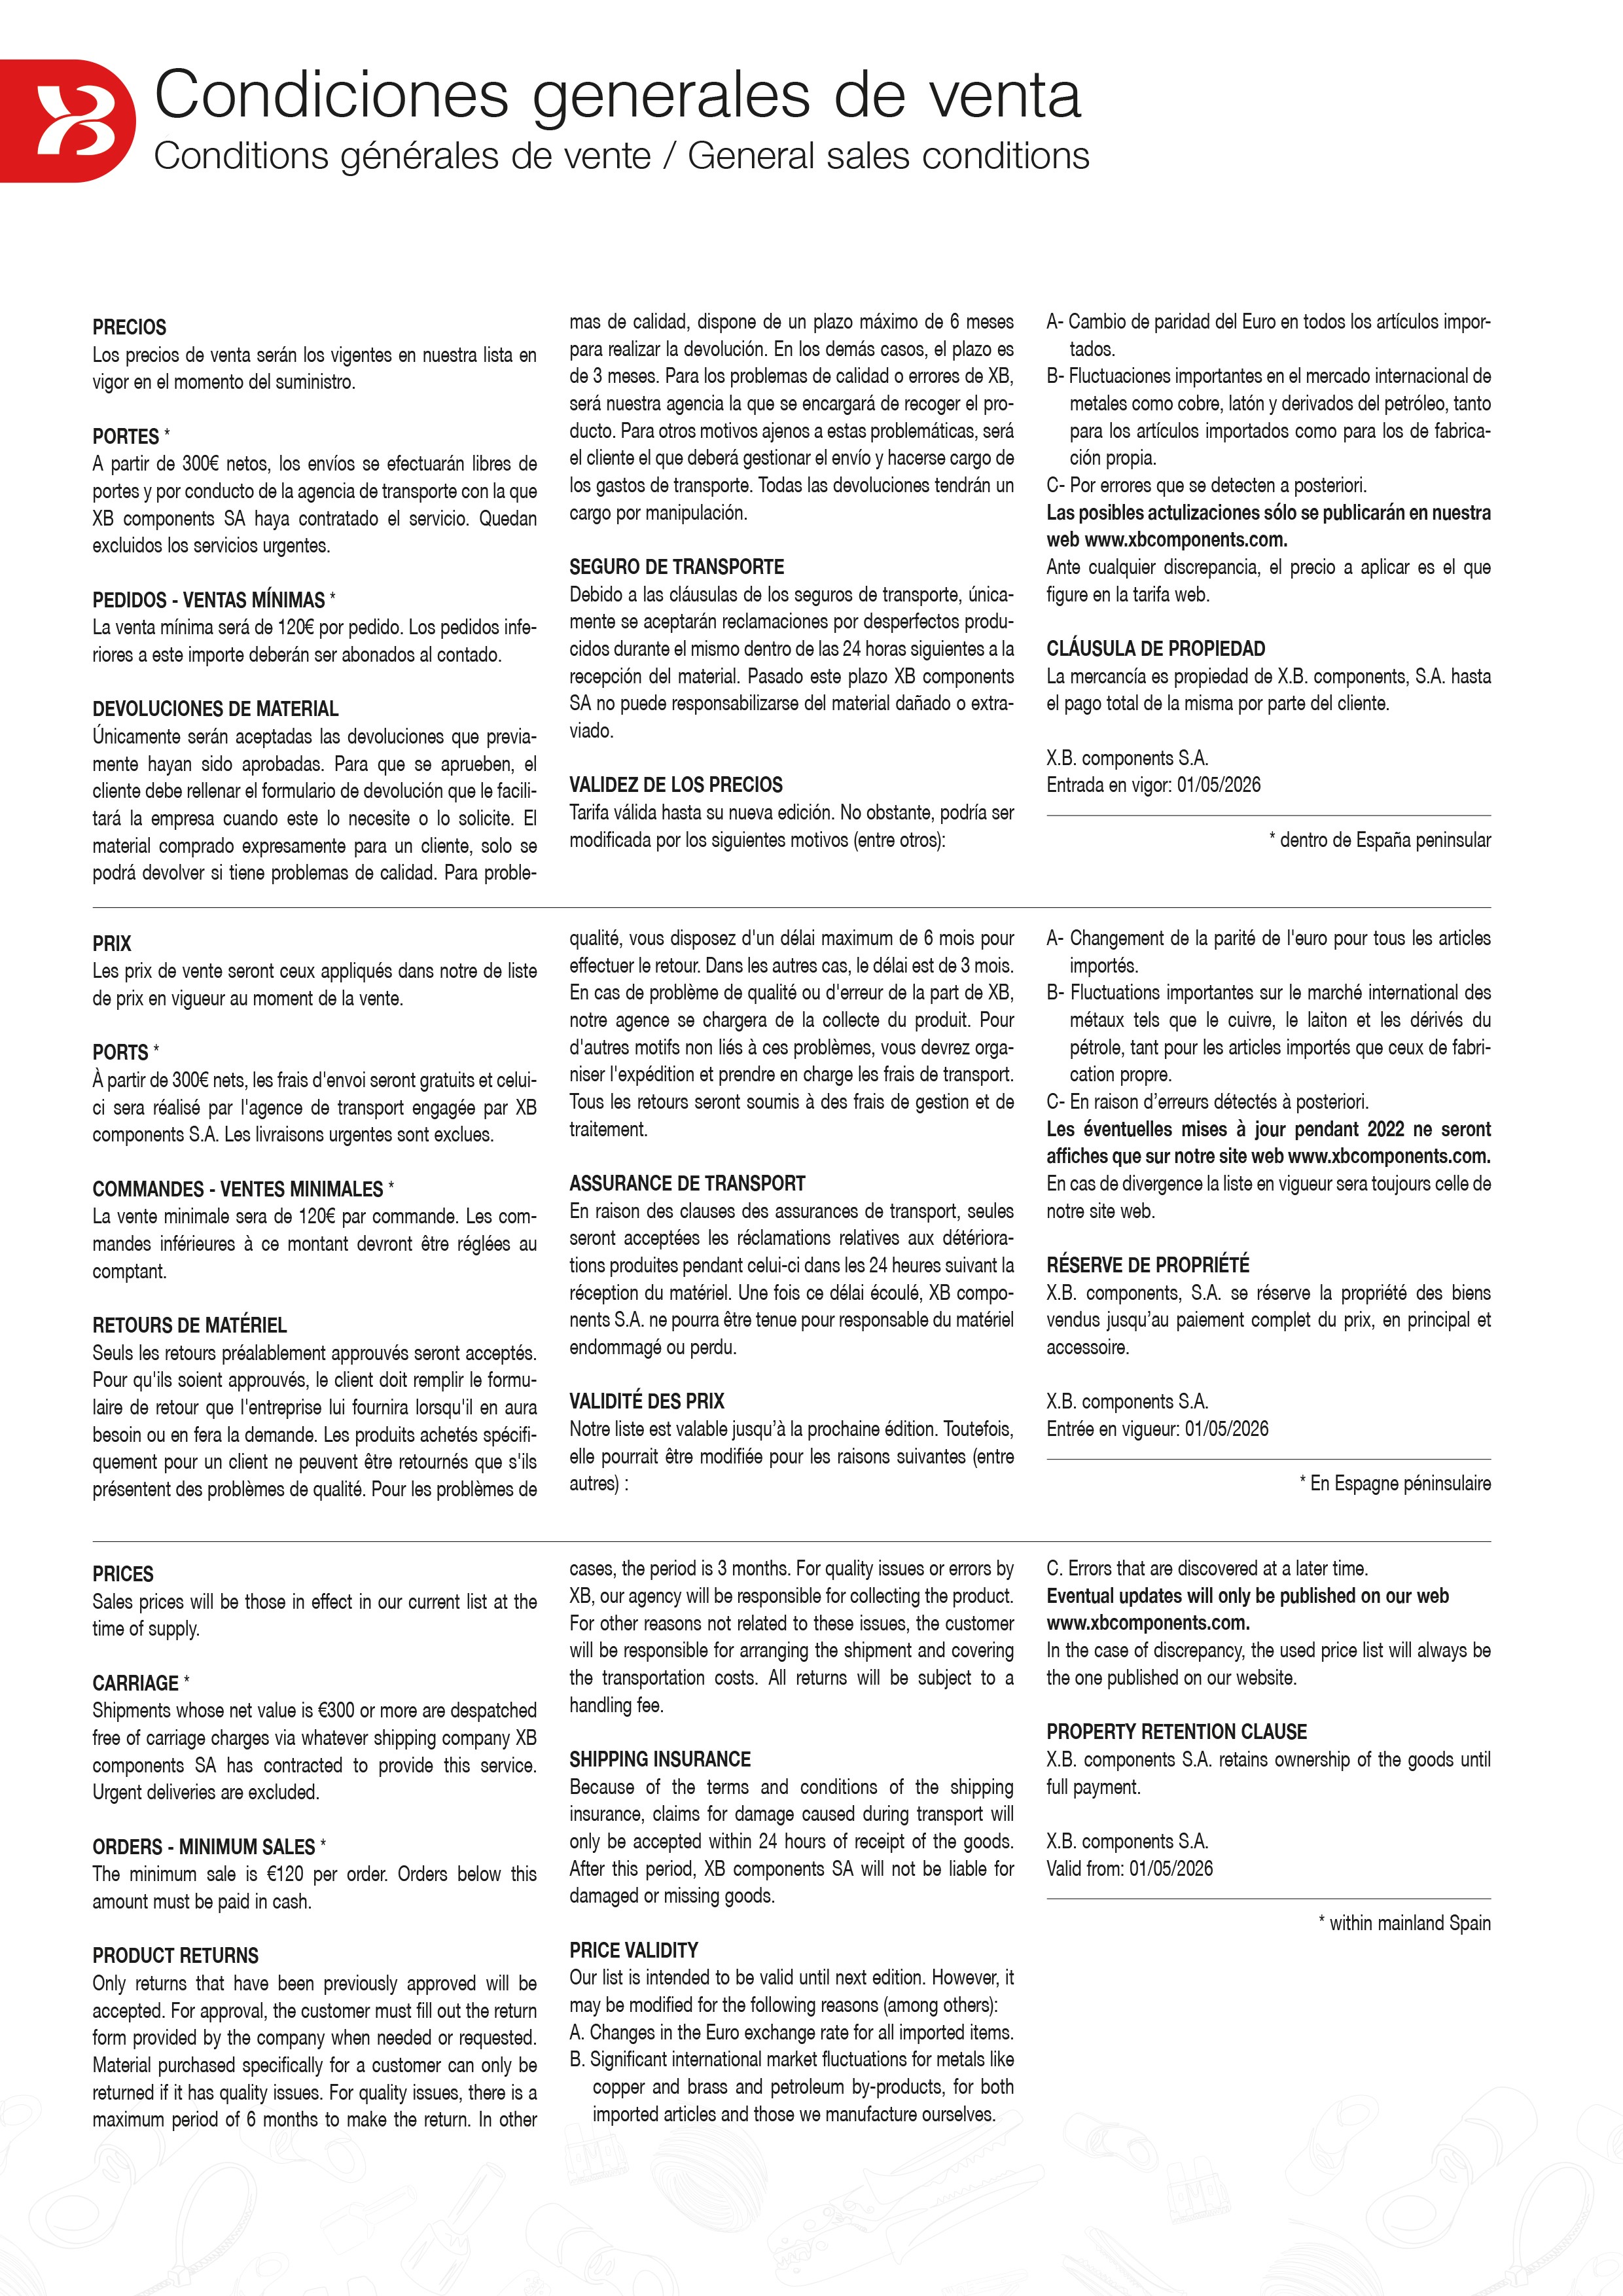 Condiciones generales de venta
Conditions générales de vente / General sales conditions
PRECIOS
Los precios de venta serán los vigentes en nuestra lista en
vigor en el momento del suministro.
PORTES *
A partir de 300€ netos, los envíos se efectuarán libres de
portes y por conducto de la agencia de transporte con la que
XB components SA haya contratado el servicio. Quedan
excluidos los servicios urgentes.
PEDIDOS - VENTAS MÍNIMAS *
La venta mínima será de 120€ por pedido. Los pedidos infe-
riores a este importe deberán ser abonados al contado.
DEVOLUCIONES DE MATERIAL
Únicamente serán aceptadas las devoluciones que previa-
mente hayan sido aprobadas. Para que se aprueben, el
cliente debe rellenar el formulario de devolución que le facili-
tará la empresa cuando este lo necesite o lo solicite. El
material comprado expresamente para un cliente, solo se
podrá devolver si tiene problemas de calidad. Para proble-
mas de calidad, dispone de un plazo máximo de 6 meses
para realizar la devolución. En los demás casos, el plazo es
de 3 meses. Para los problemas de calidad o errores de XB,
será nuestra agencia la que se encargará de recoger el pro-
ducto. Para otros motivos ajenos a estas problemáticas, será
el cliente el que deberá gestionar el envío y hacerse cargo de
los gastos de transporte. Todas las devoluciones tendrán un
cargo por manipulación.
SEGURO DE TRANSPORTE
Debido a las cláusulas de los seguros de transporte, única-
mente se aceptarán reclamaciones por desperfectos produ-
cidos durante el mismo dentro de las 24 horas siguientes a la
recepción del material. Pasado este plazo XB components
SA no puede responsabilizarse del material dañado o extra-
viado.
VALIDEZ DE LOS PRECIOS
Tarifa válida hasta su nueva edición. No obstante, podría ser
modificada por los siguientes motivos (entre otros):
A- Cambio de paridad del Euro en todos los artículos impor-
tados.
B- Fluctuaciones importantes en el mercado internacional de
metales como cobre, latón y derivados del petróleo, tanto
para los artículos importados como para los de fabrica-
ción propia.
C- Por errores que se detecten a posteriori.
Las posibles actulizaciones sólo se publicarán en nuestra
web www.xbcomponents.com.
Ante cualquier discrepancia, el precio a aplicar es el que
figure en la tarifa web.
CLÁUSULA DE PROPIEDAD
La mercancía es propiedad de X.B. components, S.A. hasta
el pago total de la misma por parte del cliente.
X.B. components S.A.
Entrada en vigor: 01/05/2026
* dentro de España peninsular
PRIX
Les prix de vente seront ceux appliqués dans notre de liste
de prix en vigueur au moment de la vente.
PORTS *
À partir de 300€ nets, les frais d'envoi seront gratuits et celui-
ci sera réalisé par l'agence de transport engagée par XB
components S.A. Les livraisons urgentes sont exclues.
COMMANDES - VENTES MINIMALES *
La vente minimale sera de 120€ par commande. Les com-
mandes inférieures à ce montant devront être réglées au
comptant.
RETOURS DE MATÉRIEL
Seuls les retours préalablement approuvés seront acceptés.
Pour qu'ils soient approuvés, le client doit remplir le formu-
laire de retour que l'entreprise lui fournira lorsqu'il en aura
besoin ou en fera la demande. Les produits achetés spécifi-
quement pour un client ne peuvent être retournés que s'ils
présentent des problèmes de qualité. Pour les problèmes de
qualité, vous disposez d'un délai maximum de 6 mois pour
effectuer le retour. Dans les autres cas, le délai est de 3 mois.
En cas de problème de qualité ou d'erreur de la part de XB,
notre agence se chargera de la collecte du produit. Pour
d'autres motifs non liés à ces problèmes, vous devrez orga-
niser l'expédition et prendre en charge les frais de transport.
Tous les retours seront soumis à des frais de gestion et de
traitement.
ASSURANCE DE TRANSPORT
En raison des clauses des assurances de transport, seules
seront acceptées les réclamations relatives aux détériora-
tions produites pendant celui-ci dans les 24 heures suivant la
réception du matériel. Une fois ce délai écoulé, XB compo-
nents S.A. ne pourra être tenue pour responsable du matériel
endommagé ou perdu.
VALIDITÉ DES PRIX
Notre liste est valable jusqu’à la prochaine édition. Toutefois,
elle pourrait être modifiée pour les raisons suivantes (entre
autres) :
A- Changement de la parité de l'euro pour tous les articles
importés.
B- Fluctuations importantes sur le marché international des
métaux tels que le cuivre, le laiton et les dérivés du
pétrole, tant pour les articles importés que ceux de fabri-
cation propre.
C- En raison d’erreurs détectés à posteriori.
Les éventuelles mises à jour pendant 2022 ne seront
affiches que sur notre site web www.xbcomponents.com.
En cas de divergence la liste en vigueur sera toujours celle de
notre site web.
RÉSERVE DE PROPRIÉTÉ
X.B. components, S.A. se réserve la propriété des biens
vendus jusqu’au paiement complet du prix, en principal et
accessoire.
X.B. components S.A.
Entrée en vigueur: 01/05/2026
* En Espagne péninsulaire
PRICES
Sales prices will be those in effect in our current list at the
time of supply.
CARRIAGE *
Shipments whose net value is €300 or more are despatched
free of carriage charges via whatever shipping company XB
components SA has contracted to provide this service.
Urgent deliveries are excluded.
ORDERS - MINIMUM SALES *
The minimum sale is €120 per order. Orders below this
amount must be paid in cash.
PRODUCT RETURNS
Only returns that have been previously approved will be
accepted. For approval, the customer must fill out the return
form provided by the company when needed or requested.
Material purchased specifically for a customer can only be
returned if it has quality issues. For quality issues, there is a
maximum period of 6 months to make the return. In other
cases, the period is 3 months. For quality issues or errors by
XB, our agency will be responsible for collecting the product.
For other reasons not related to these issues, the customer
will be responsible for arranging the shipment and covering
the transportation costs. All returns will be subject to a
handling fee.
SHIPPING INSURANCE
Because of the terms and conditions of the shipping
insurance, claims for damage caused during transport will
only be accepted within 24 hours of receipt of the goods.
After this period, XB components SA will not be liable for
damaged or missing goods.
PRICE VALIDITY
Our list is intended to be valid until next edition. However, it
may be modified for the following reasons (among others):
A. Changes in the Euro exchange rate for all imported items.
B. Significant international market fluctuations for metals like
copper and brass and petroleum by-products, for both
imported articles and those we manufacture ourselves.
C. Errors that are discovered at a later time.
Eventual updates will only be published on our web
www.xbcomponents.com.
In the case of discrepancy, the used price list will always be
the one published on our website.
PROPERTY RETENTION CLAUSE
X.B. components S.A. retains ownership of the goods until
full payment.
X.B. components S.A.
Valid from: 01/05/2026
* within mainland Spain